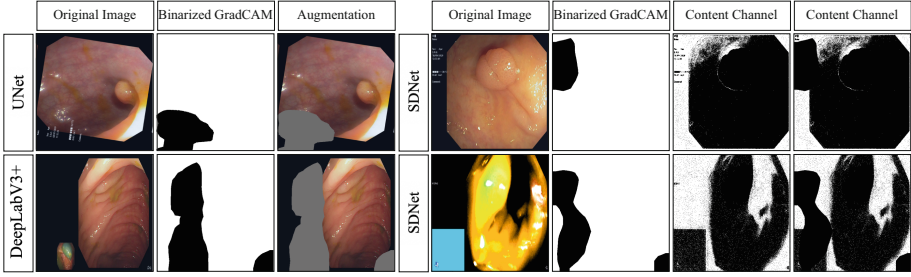 Original Image
Binarized GradCAM
Augmentation
Original Image
Binarized GradCAM
Content Channel
Content Channel
UNet
SDNet
DeepLabV3+
SDNet